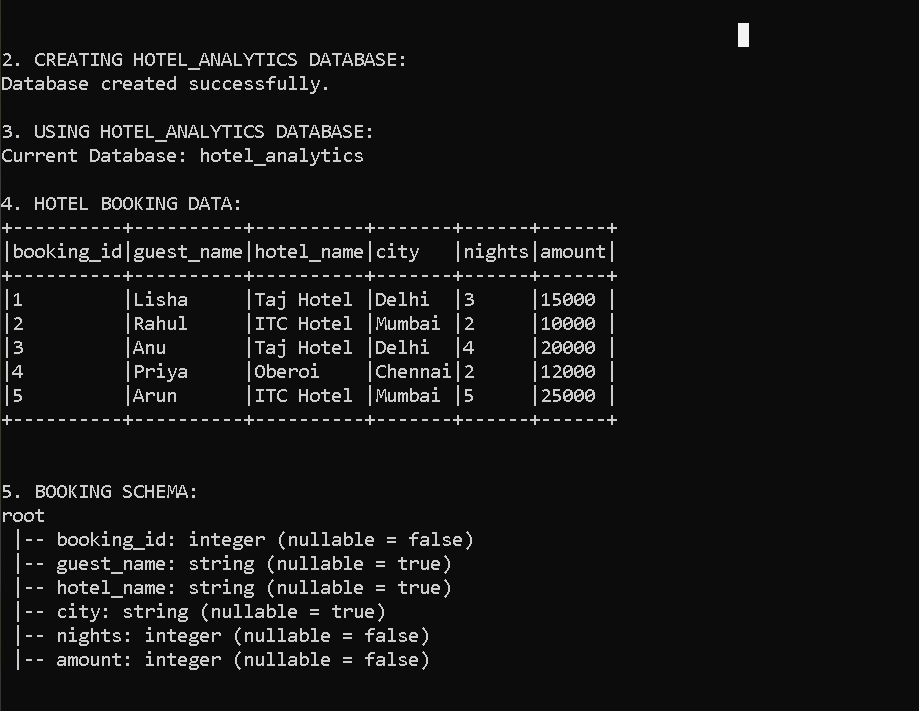 2. CREATING HOTEL_ANALYTICS DATABASE:
Database created successfully.
3. USING HOTEL_ANALYTICS DATABASE:
Current Database: hotel_analytics
4. HOTEL BOOKING DATA:
+----------+----------+----------+-------+------+------+
|booking_id|guest_name|hotel_name|city   |nights|amount|
+----------+----------+----------+-------+------+------+
|1         |Lisha     |Taj Hotel |Delhi  |3     |15000 |
|2         |Rahul     |ITC Hotel |Mumbai |2     |10000 |
|3         |Anu       |Taj Hotel |Delhi  |4     |20000 |
|4         |Priya     |Oberoi    |Chennai|2     |12000 |
|5         |Arun      |ITC Hotel |Mumbai |5     |25000 |
+----------+----------+----------+-------+------+------+
5. BOOKING SCHEMA:
root
 |-- booking_id: integer (nullable = false)
 |-- guest_name: string (nullable = true)
 |-- hotel_name: string (nullable = true)
 |-- city: string (nullable = true)
 |-- nights: integer (nullable = false)
 |-- amount: integer (nullable = false)